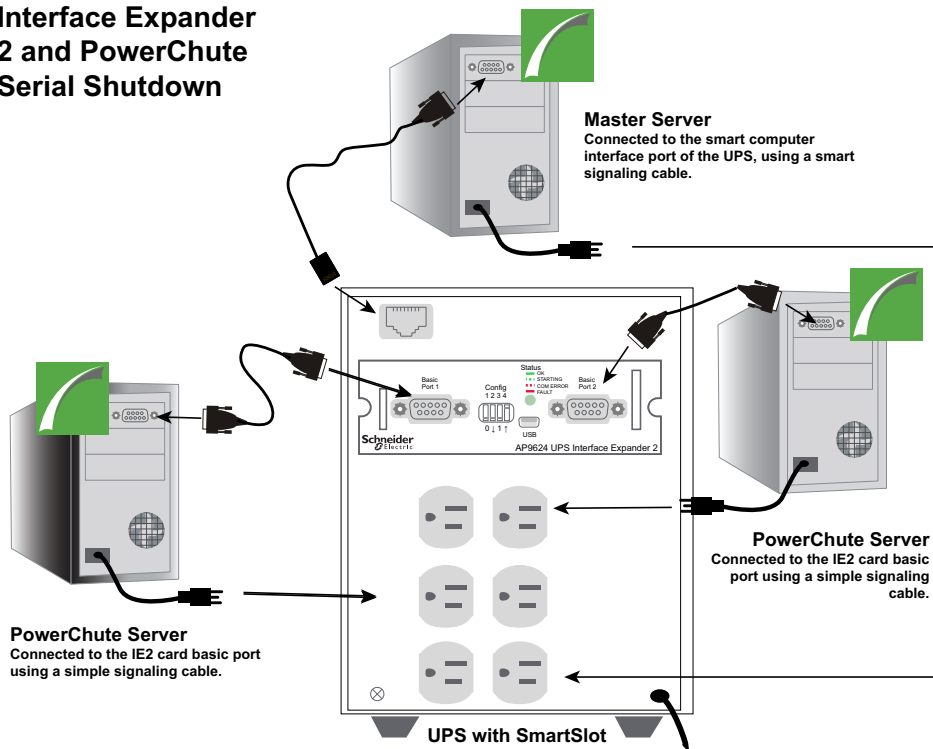 Interface Expander
2 and PowerChute
Serial Shutdown
Master Server
Connected to the smart computer
interface port of the UPS, using a smart
signaling cable.
Basic
Port 1
Config
1 2 3 4
0 ↓ 1 ↑
Status
OK
STARTING
COM ERROR
FAULT
USB
Basic
Port 2
Schneider
Electric
AP9624 UPS Interface Expander 2
PowerChute Server
Connected to the IE2 card basic
port using a simple signaling
cable.
PowerChute Server
Connected to the IE2 card basic port
using a simple signaling cable.
UPS with SmartSlot